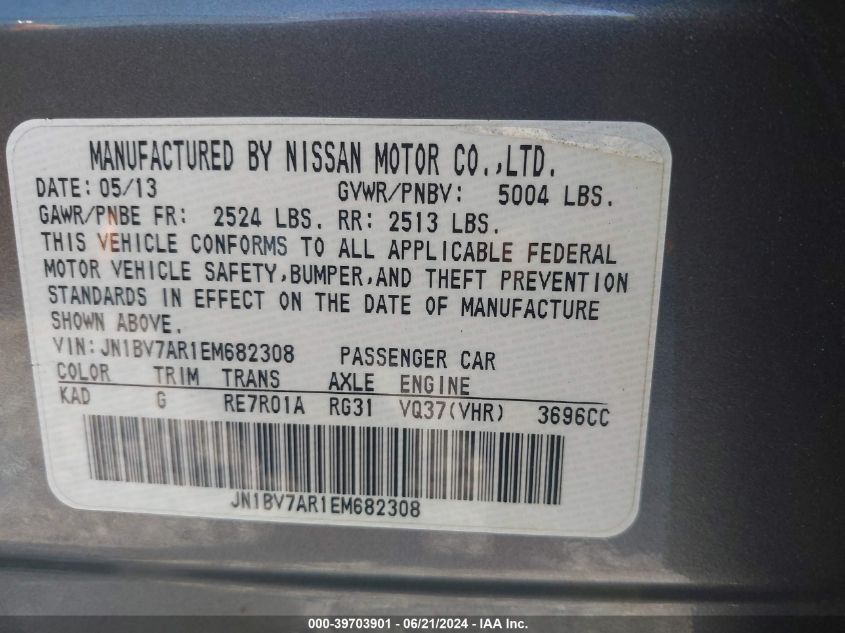 MANUFACTURED BY NISSAN MOTOR CO.,LTD.
DATE: 05/13 GVWR/PNBV: 5004 LBS.
GAWR/PNBE FR: 2524 LBS. RR: 2513 LBS.
THIS VEHICLE CONFORMS TO ALL APPLICABLE FEDERAL
MOTOR VEHICLE SAFETY,BUMPER,AND THEFT PREVENTION
STANDARDS IN EFFECT ON THE DATE OF MANUFACTURE
SHOWN ABOVE.
VIN: JN1BV7AR1EM682308 PASSENGER CAR
COLOR TRIM TRANS AXLE ENGINE
KAD G RE7R01A RG31 VQ37(VHR) 3696CC
JN1BV7AR1EM682308
000-39703901 - 06/21/2024 - IAA Inc.